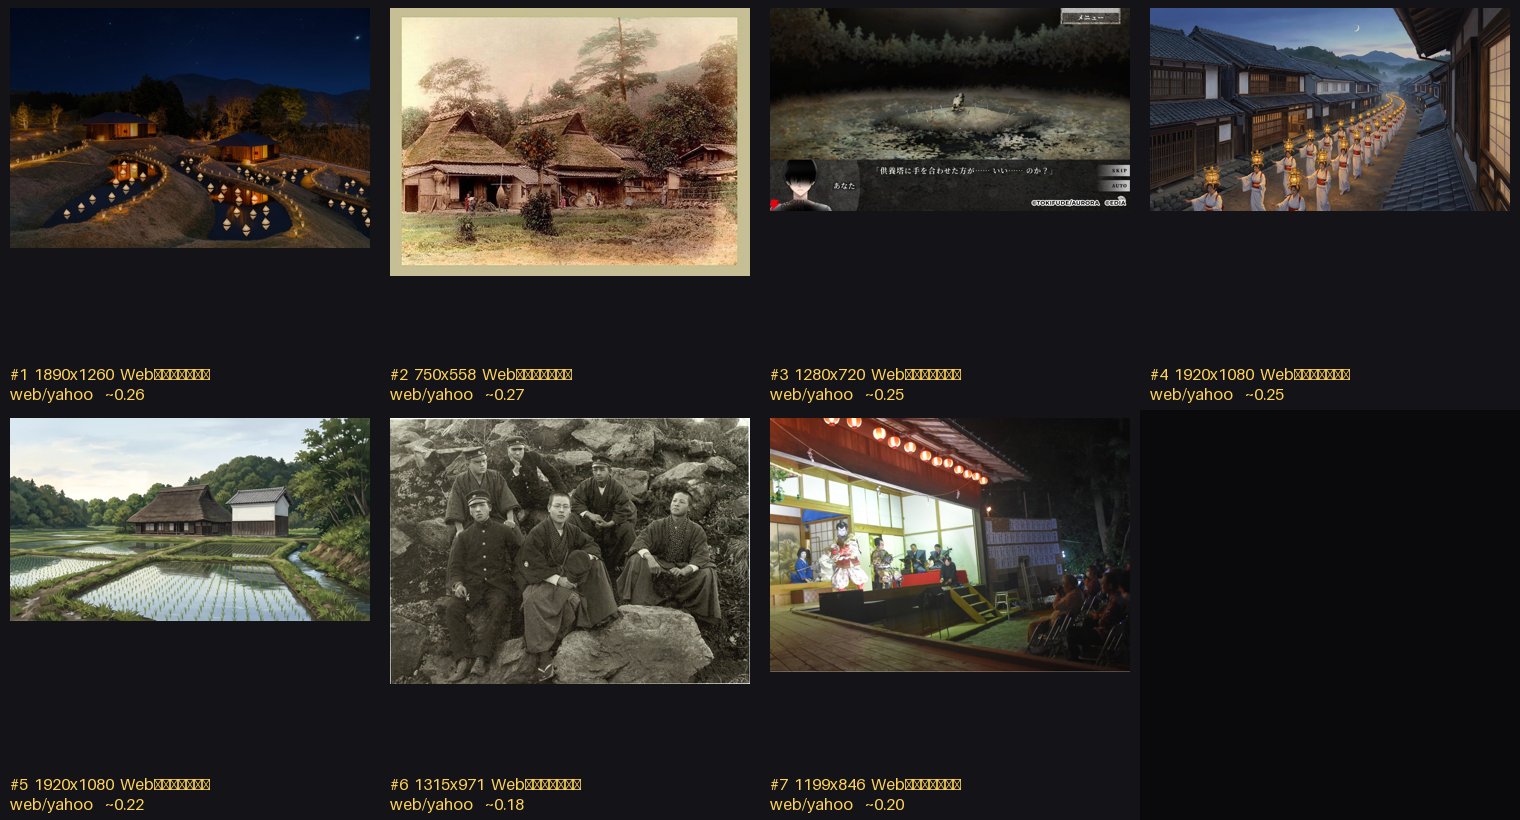 メニュー
「供養塔に手を合わせた方が…… いい…… のか？」
あなた
SKIP
AUTO
©TOKIFUDE/AURORA ©EDIA
#1 1890x1260 Web
web/yahoo ~0.26
#2 750x558 Web
web/yahoo ~0.27
#3 1280x720 Web
web/yahoo ~0.25
#4 1920x1080 Web
web/yahoo ~0.25
#5 1920x1080 Web
web/yahoo ~0.22
#6 1315x971 Web
web/yahoo ~0.18
#7 1199x846 Web
web/yahoo ~0.20